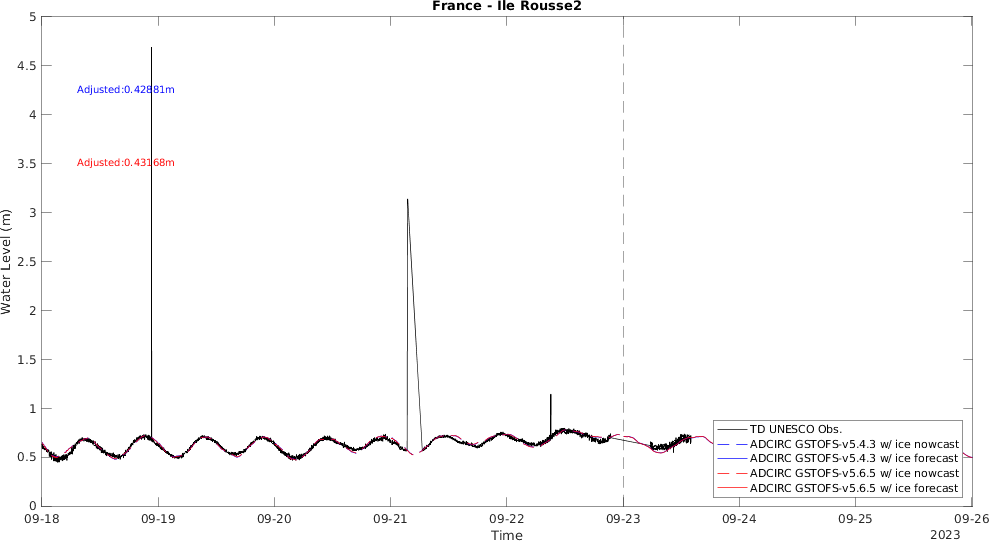 France - Ile Rousse2
5
4.5
4
3.5
3
2.5
2
1.5
1
0.5
0
Water Level (m)
Adjusted:0.42881m
Adjusted:0.43168m
TD UNESCO Obs.
ADCIRC GSTOFS-v5.4.3 w/ ice nowcast
ADCIRC GSTOFS-v5.4.3 w/ ice forecast
ADCIRC GSTOFS-v5.6.5 w/ ice nowcast
ADCIRC GSTOFS-v5.6.5 w/ ice forecast
09-18 09-19 09-20 09-21 09-22 09-23 09-24 09-25 09-26
Time
2023